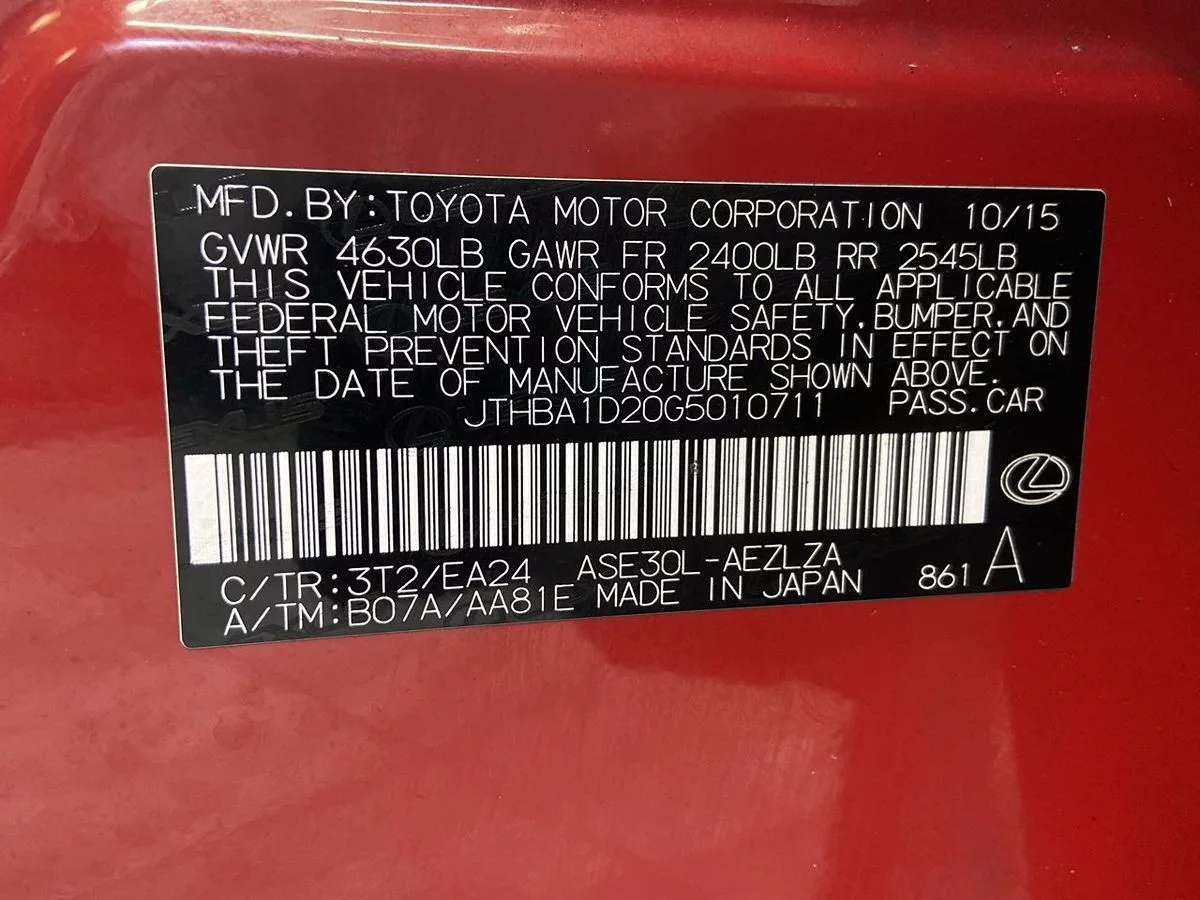 MFD. BY: TOYOTA MOTOR CORPORATION 10/15
GVWR 4630LB GAWR FR 2400LB RR 2545LB
THIS VEHICLE CONFORMS TO ALL APPLICABLE
FEDERAL MOTOR VEHICLE SAFETY, BUMPER, AND
THEFT PREVENTION STANDARDS IN EFFECT ON
THE DATE OF MANUFACTURE SHOWN ABOVE.
JTHBA1D20G5010711 PASS. CAR
C/TR: 3T2/EA24 ASE30L-AEZLZA 861 A
A/TM: B07A/AA81E MADE IN JAPAN